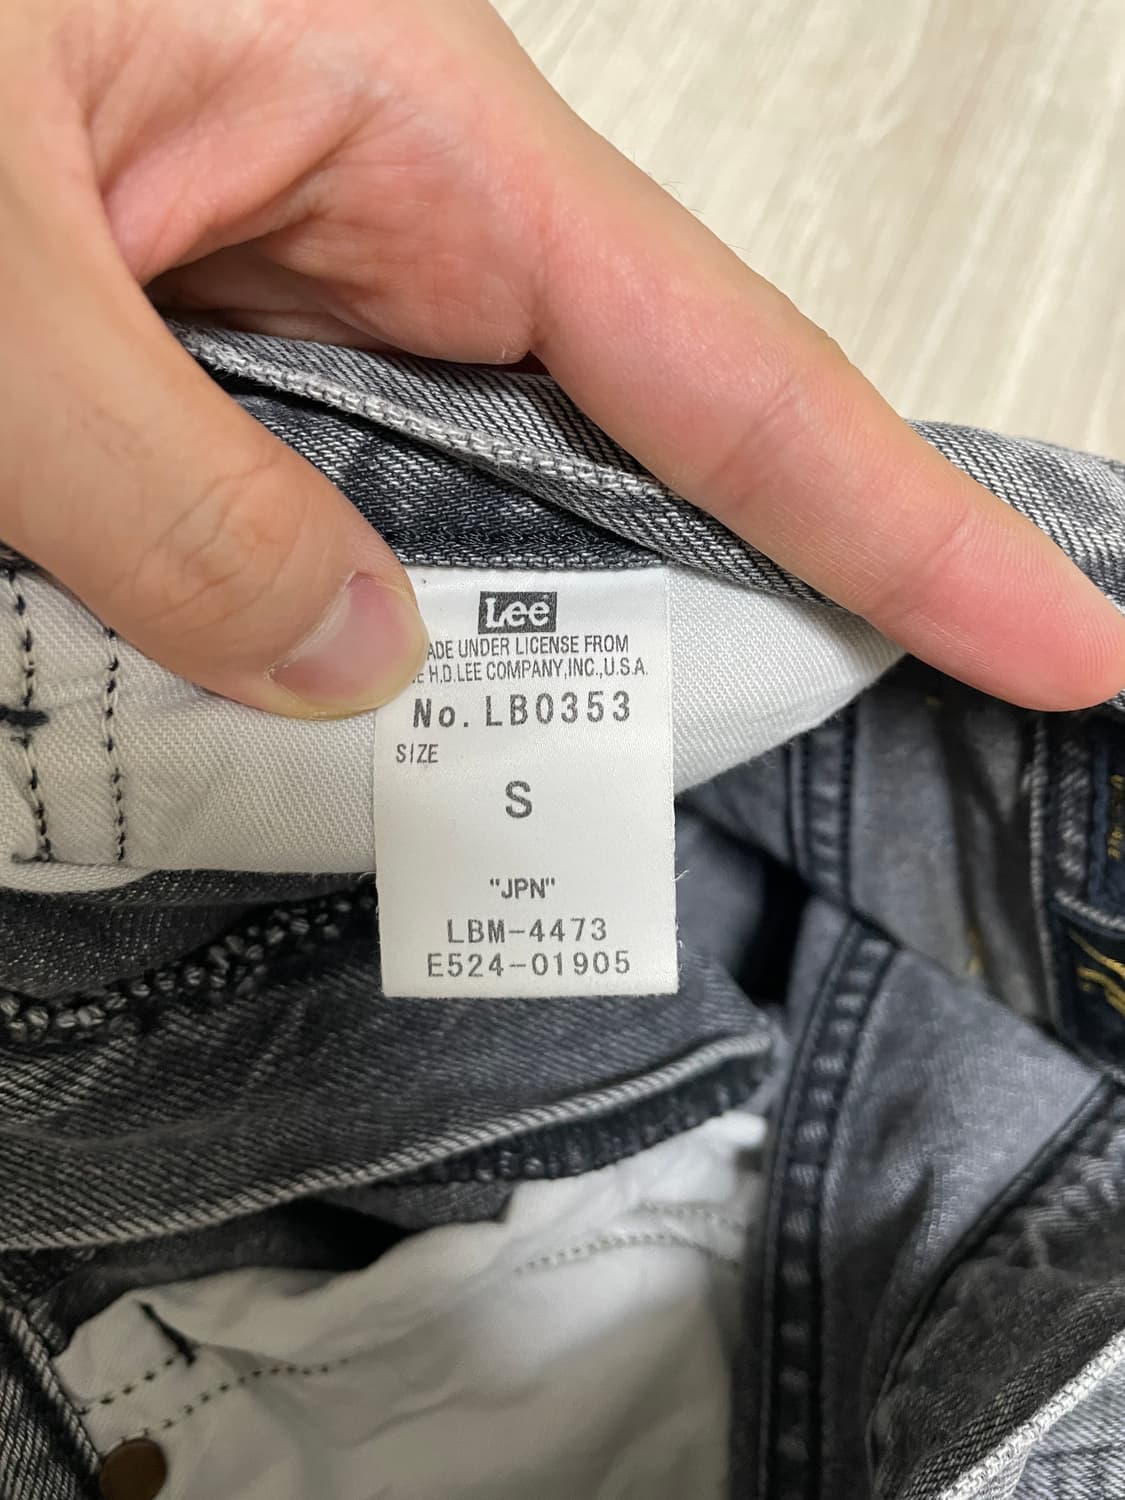 Lee
ADE UNDER LICENSE FROM
E H.D.LEE COMPANY,INC.,U.S.A.
No. LB0353
SIZE
S
"JPN"
LBM-4473
E524-01905